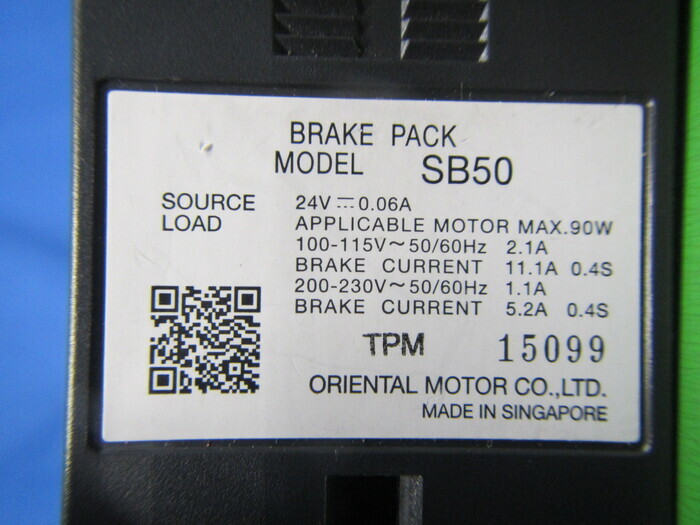 BRAKE PACK
MODEL SB50
SOURCE 24V⎓0.06A
LOAD APPLICABLE MOTOR MAX.90W
100-115V~50/60Hz 2.1A
BRAKE CURRENT 11.1A 0.4S
200-230V~50/60Hz 1.1A
BRAKE CURRENT 5.2A 0.4S
TPM 15099
ORIENTAL MOTOR CO.,LTD.
MADE IN SINGAPORE